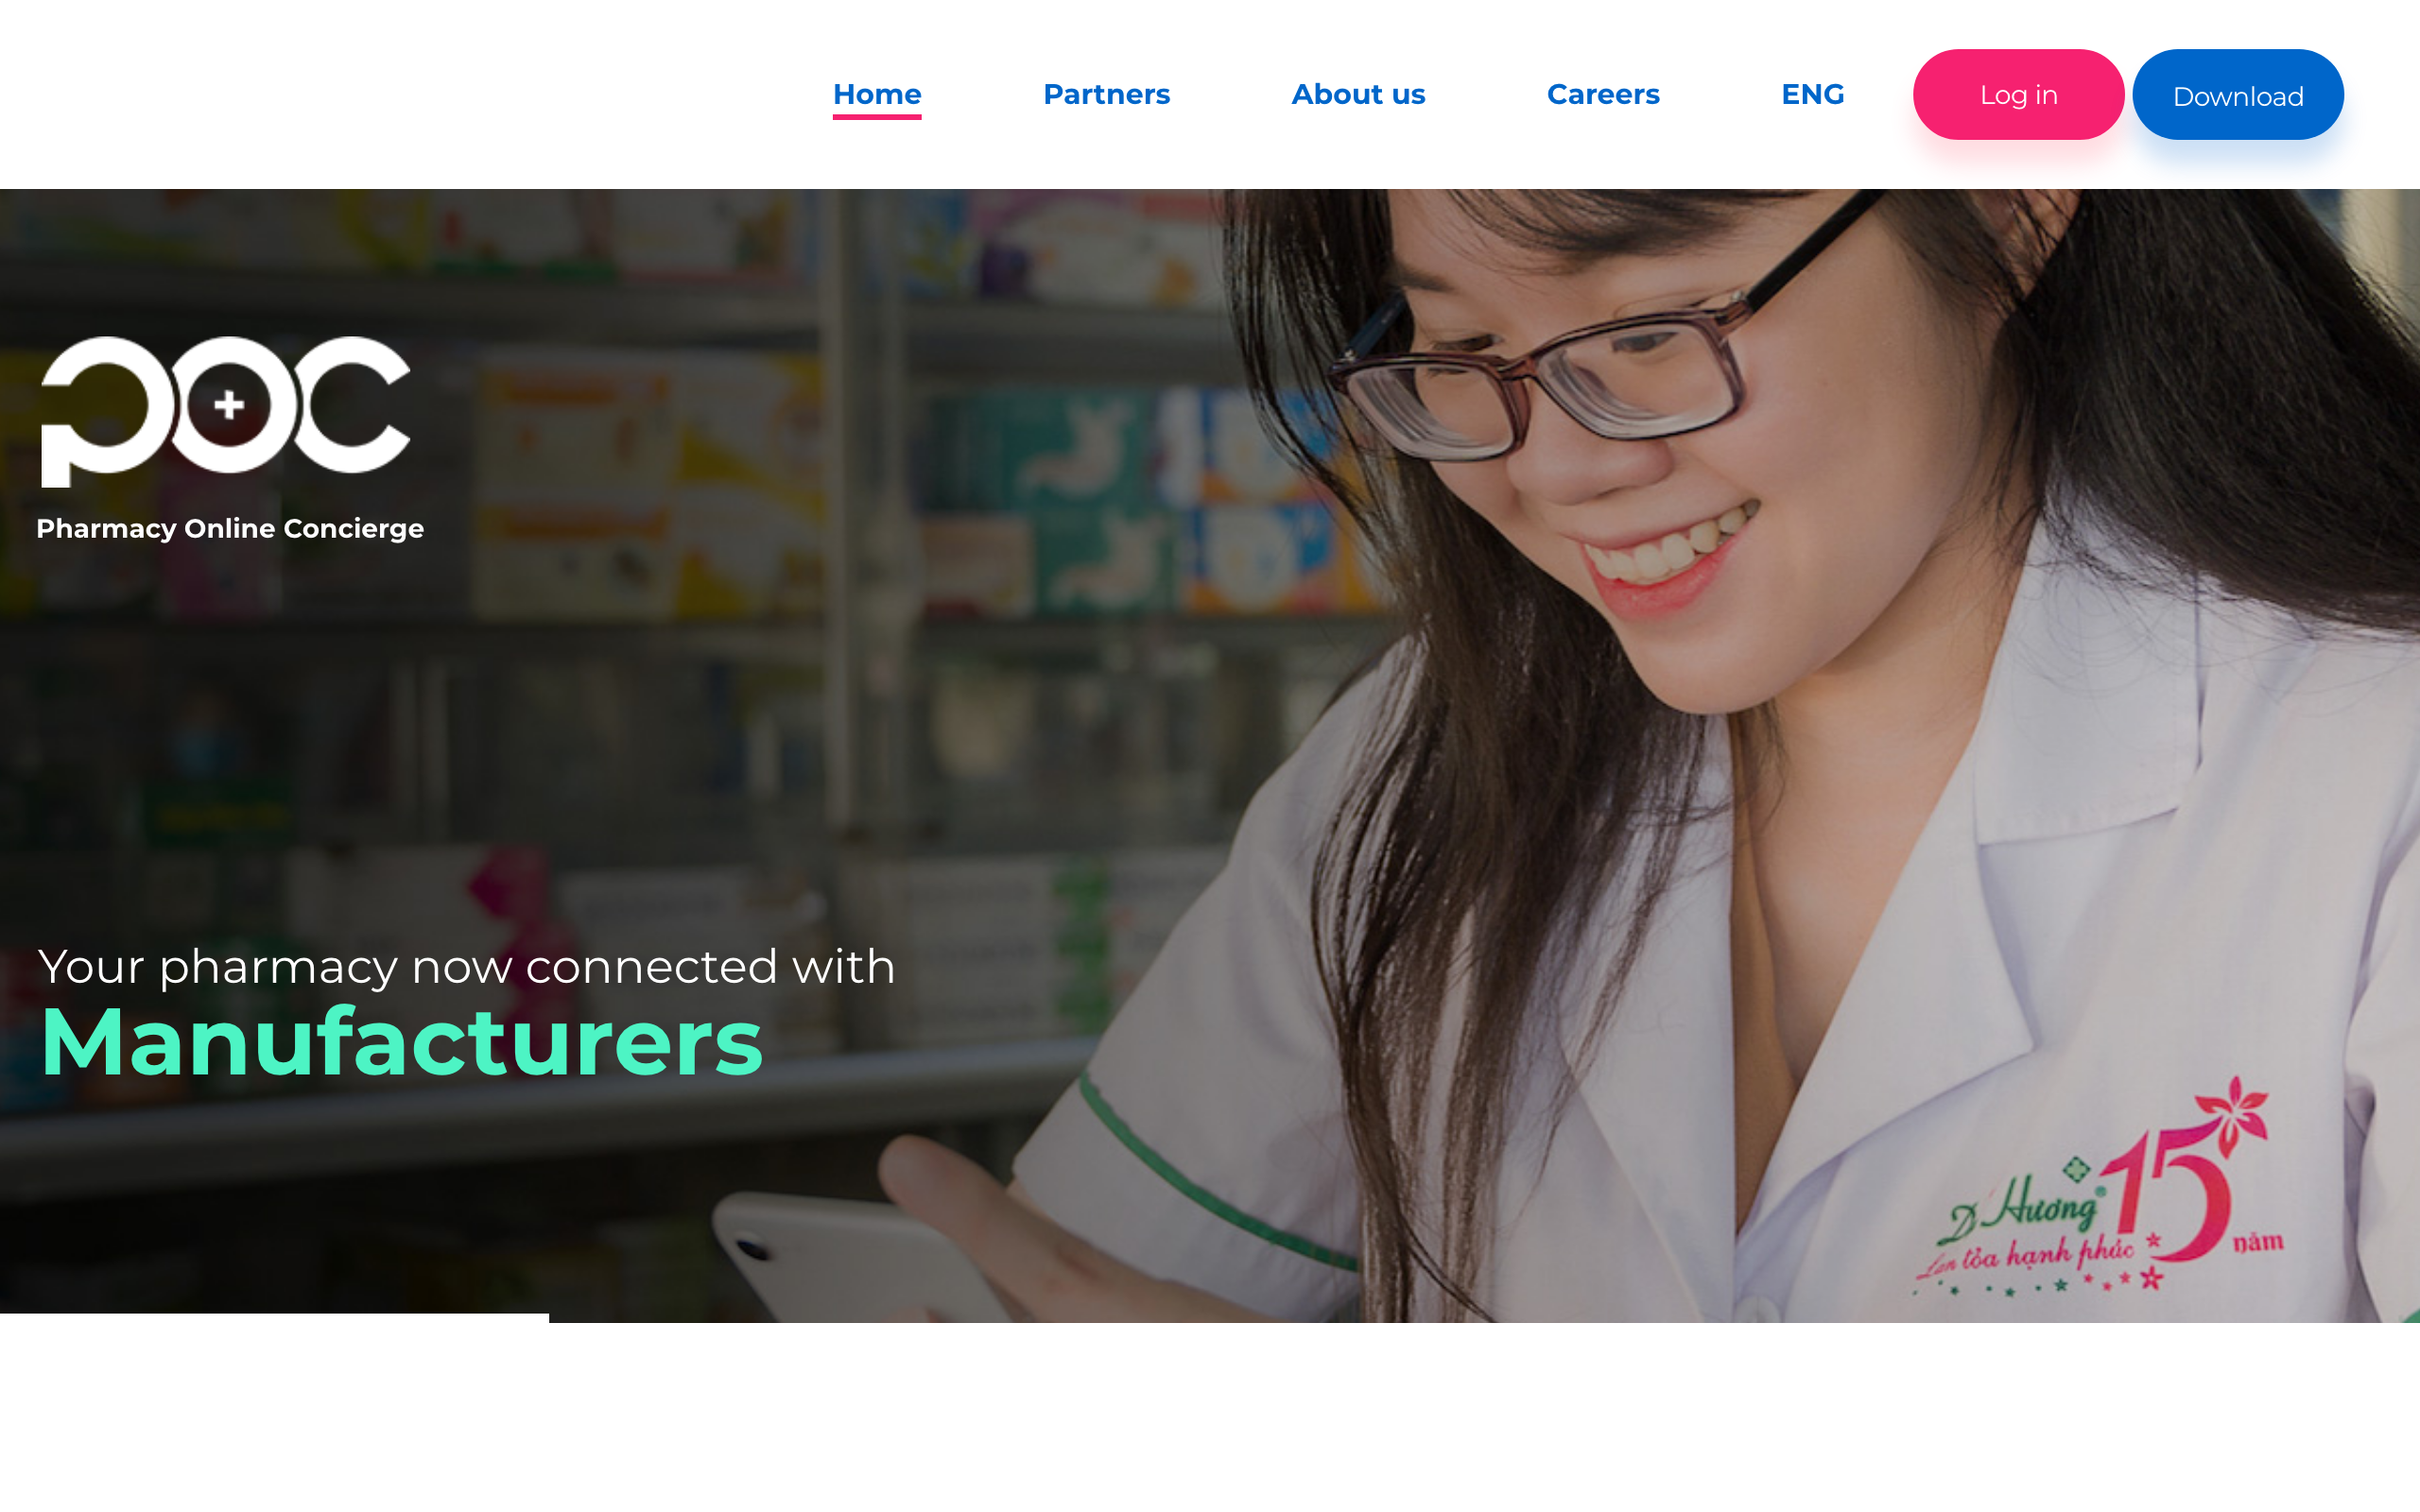 Home Partners About us Careers ENG Log in Download
poc
Pharmacy Online Concierge
Your pharmacy now connected with
Manufacturers
D Hương® 15 năm
Lan tỏa hạnh phúc